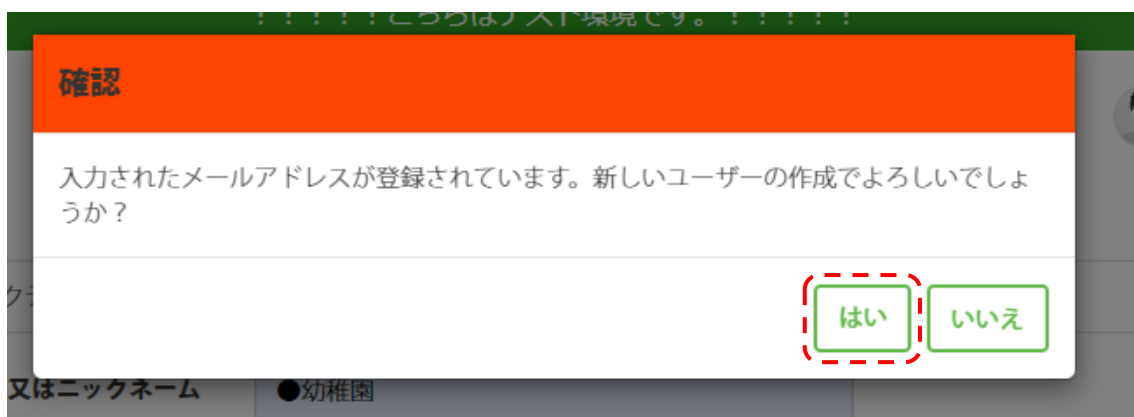 ！！！！！こちらはテスト環境です。！！！！！
確認
入力されたメールアドレスが登録されています。新しいユーザーの作成でよろしいでしょ
うか？
はい いいえ
又はニックネーム ●幼稚園